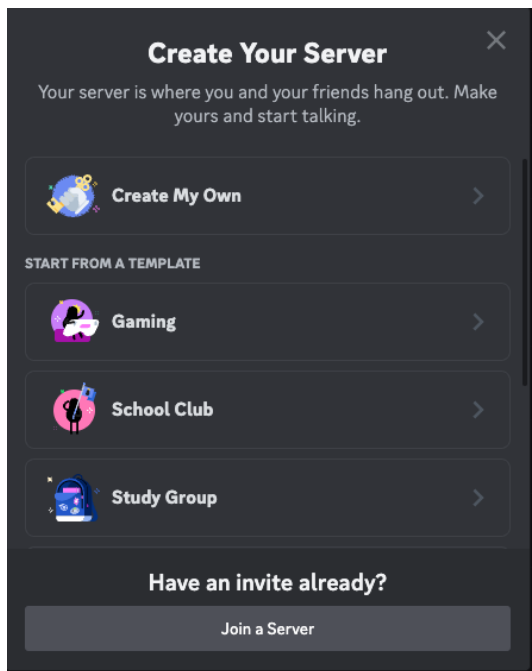 Create Your Server
Your server is where you and your friends hang out. Make
yours and start talking.
Create My Own
START FROM A TEMPLATE
Gaming
School Club
Study Group
Have an invite already?
Join a Server